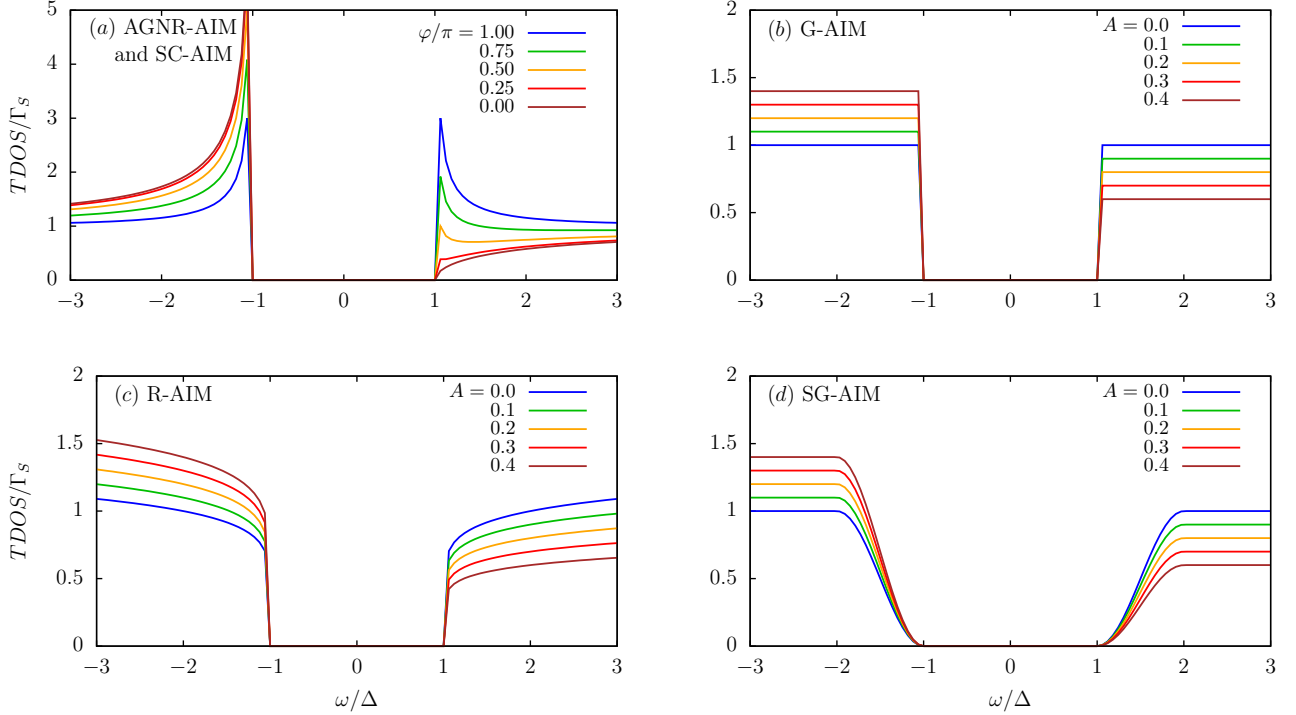 (a) AGNR-AIM
and SC-AIM
φ/π = 1.00
0.75
0.50
0.25
0.00
TDOS/Γ_S
5
4
3
2
1
0
−3 −2 −1 0 1 2 3
(b) G-AIM
A = 0.0
0.1
0.2
0.3
0.4
2
1.5
1
0.5
0
−3 −2 −1 0 1 2 3
(c) R-AIM
A = 0.0
0.1
0.2
0.3
0.4
TDOS/Γ_S
2
1.5
1
0.5
0
−3 −2 −1 0 1 2 3
ω/Δ
(d) SG-AIM
A = 0.0
0.1
0.2
0.3
0.4
2
1.5
1
0.5
0
−3 −2 −1 0 1 2 3
ω/Δ